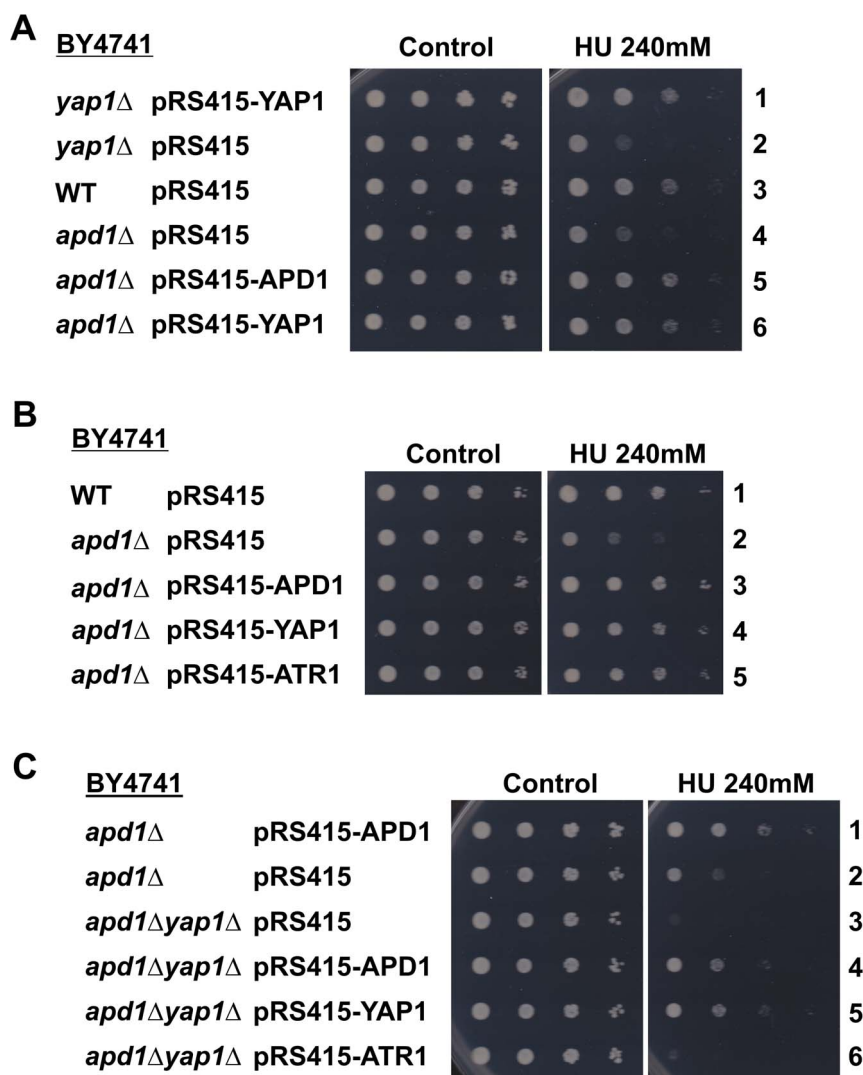 A
BY4741
Control HU 240mM
yap1Δ pRS415-YAP1 1
yap1Δ pRS415 2
WT pRS415 3
apd1Δ pRS415 4
apd1Δ pRS415-APD1 5
apd1Δ pRS415-YAP1 6
B
BY4741
Control HU 240mM
WT pRS415 1
apd1Δ pRS415 2
apd1Δ pRS415-APD1 3
apd1Δ pRS415-YAP1 4
apd1Δ pRS415-ATR1 5
C
BY4741
Control HU 240mM
apd1Δ pRS415-APD1 1
apd1Δ pRS415 2
apd1Δyap1Δ pRS415 3
apd1Δyap1Δ pRS415-APD1 4
apd1Δyap1Δ pRS415-YAP1 5
apd1Δyap1Δ pRS415-ATR1 6